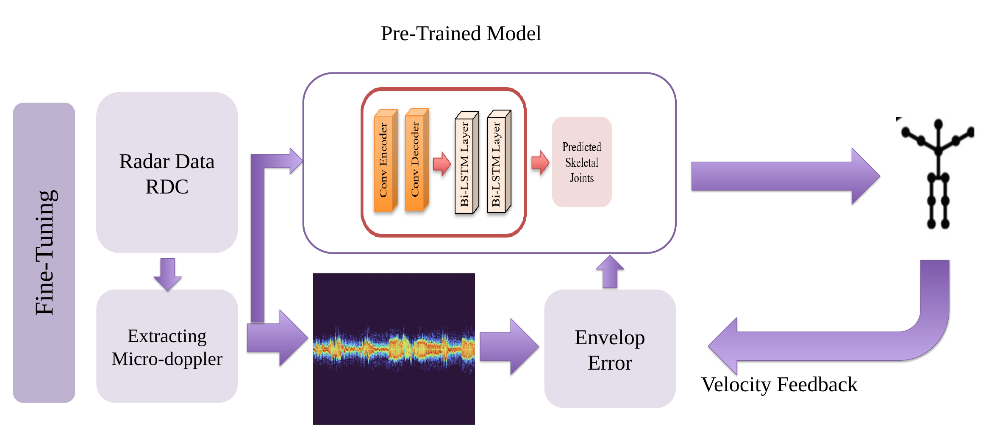 Pre-Trained Model
Fine-Tuning
Radar Data
RDC
Extracting
Micro-doppler
Conv Encoder
Conv Decoder
Bi-LSTM Layer
Bi-LSTM Layer
Predicted
Skeletal
Joints
Envelop
Error
Velocity Feedback